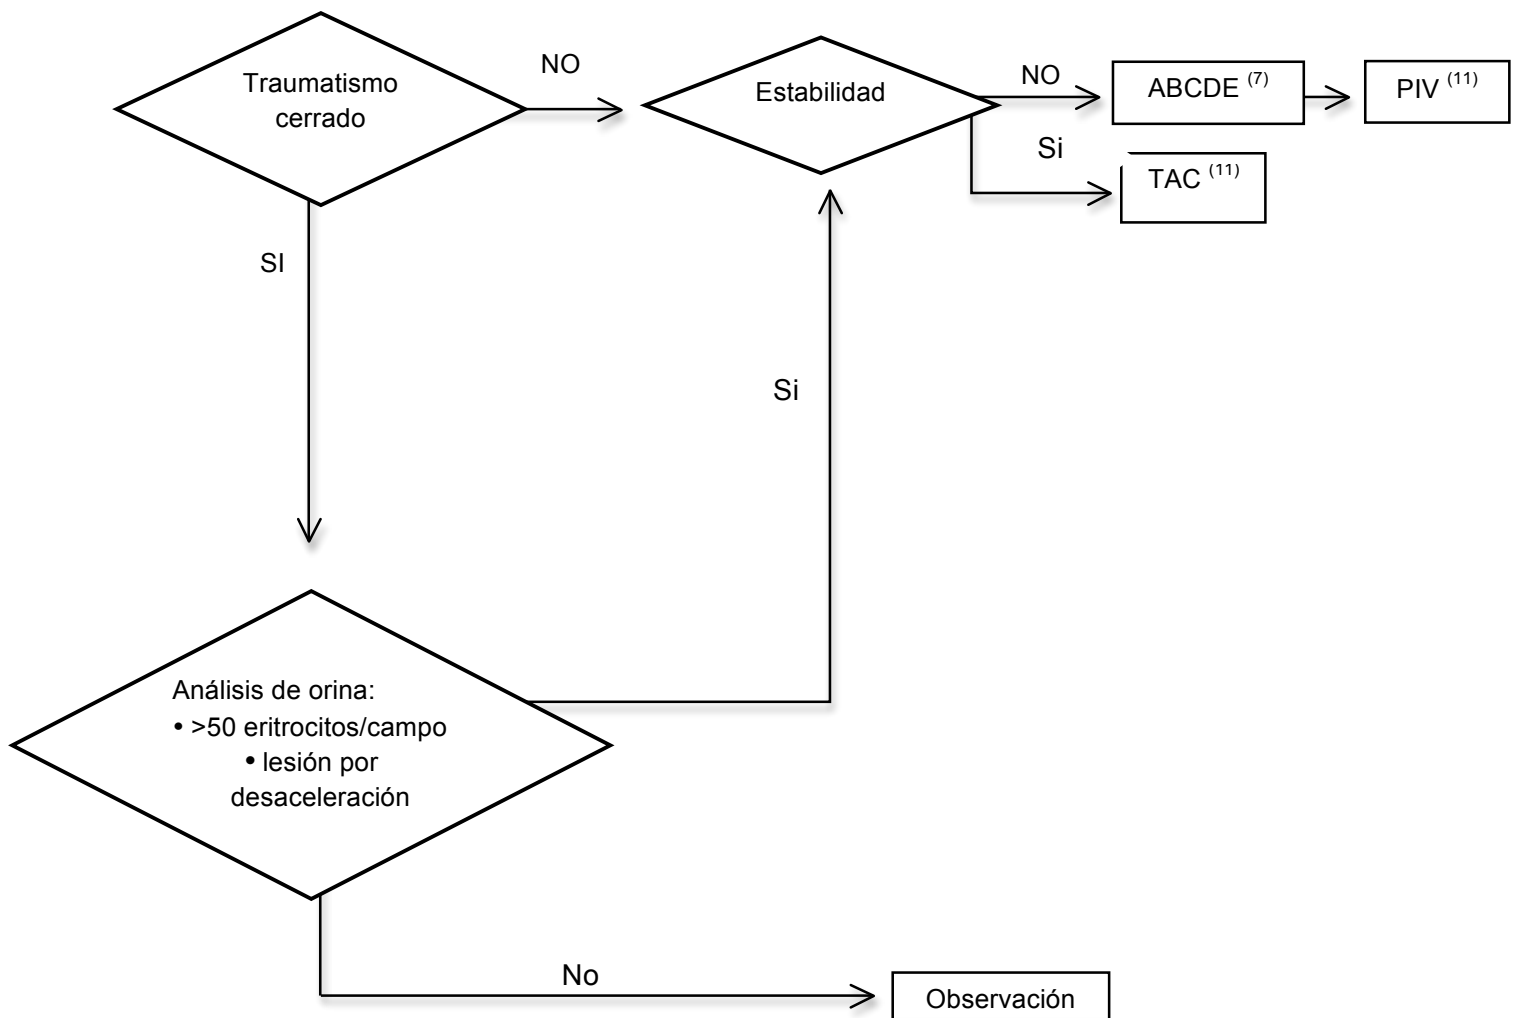 Traumatismo
cerrado
NO
Estabilidad
NO
ABCDE (7)
PIV (11)
Si
TAC (11)
SI
Si
Análisis de orina:
• >50 eritrocitos/campo
• lesión por
desaceleración
No
Observación